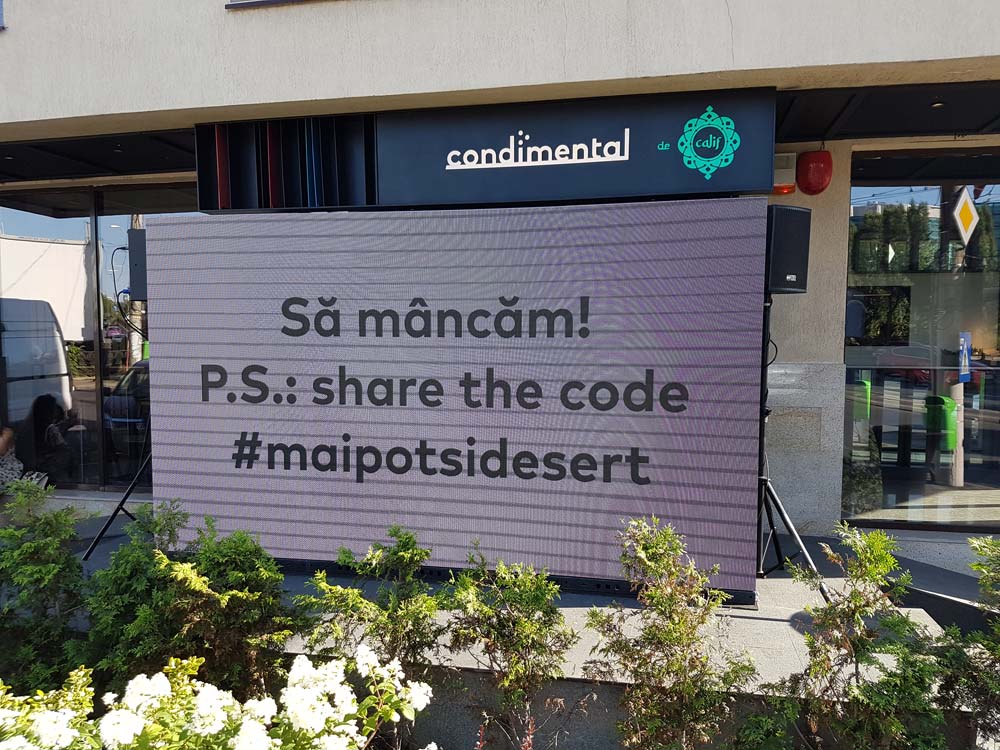 condimental
de
calif
Să mâncăm!
P.S.: share the code
#maipotsidesert